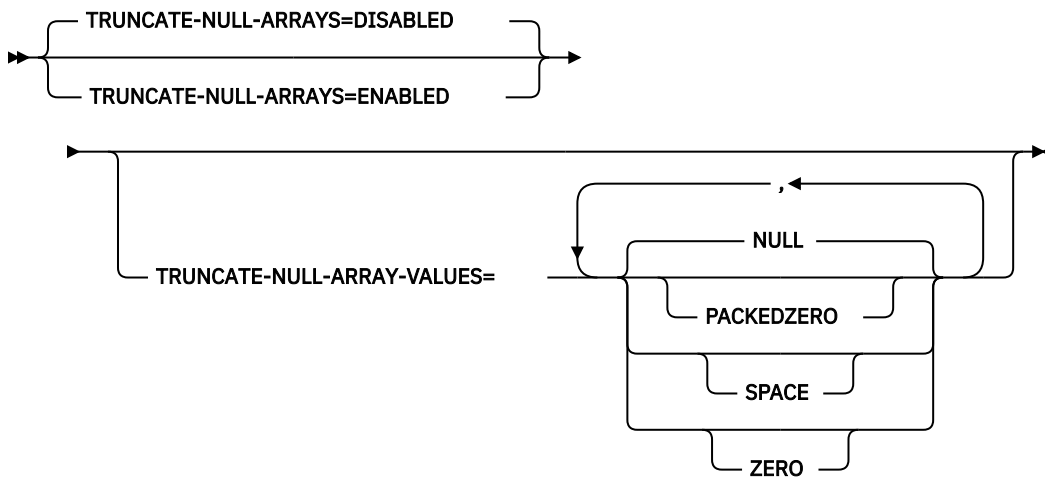 TRUNCATE-NULL-ARRAYS=DISABLED
TRUNCATE-NULL-ARRAYS=ENABLED
,
NULL
TRUNCATE-NULL-ARRAY-VALUES=
PACKEDZERO
SPACE
ZERO